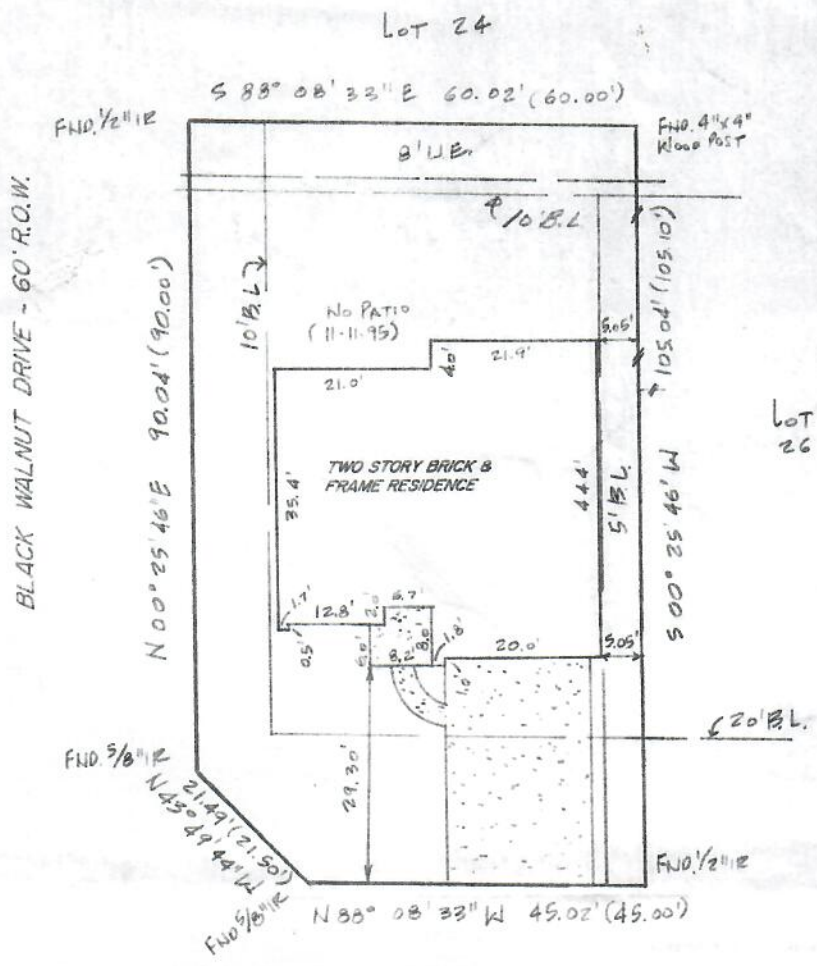 LOT 24
S 88° 08' 33" E 60.02' (60.00')
FND. 1/2" IR
FND. 4"x4"
WOOD POST
8' U.E.
10' B.L
BLACK WALNUT DRIVE ~ 60' R.O.W.
N 00° 25' 46" E 90.04' (90.00')
10' B.L
NO PATIO
(11-11-95)
105.04' (105.10')
5.05'
21.9'
4.0'
21.0'
LOT
26
TWO STORY BRICK &
FRAME RESIDENCE
35.4'
44.4'
5' B.L.
S 00° 25' 46" W
1.7'
12.8'
2.0'
6.7'
0.5'
8.2'
8.0'
1.8'
20.0'
5.05'
1.0'
20' B.L.
29.30'
FND. 5/8" IR
21.49' (21.50')
N 43° 49' 44" W
FND 5/8" IR
FND. 1/2" IR
N 88° 08' 33" W 45.02' (45.00')